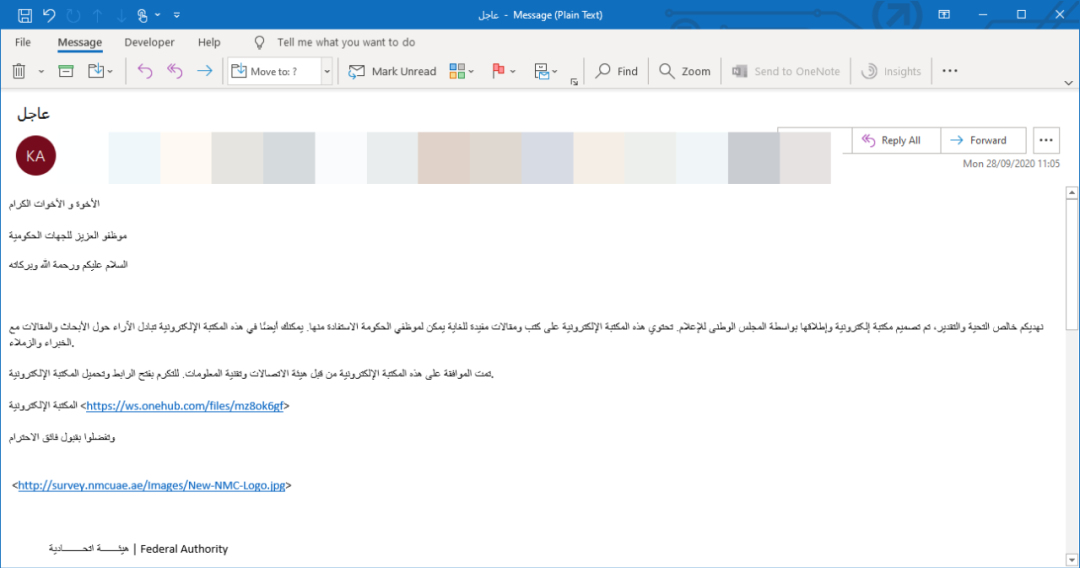 عاجل - Message (Plain Text)
File Message Developer Help Tell me what you want to do
Move to: ? Mark Unread Find Zoom Send to OneNote Insights
عاجل
KA
Reply All Forward
Mon 28/09/2020 11:05
الأخوة و الأخوات الكرام
موظفو العزيز للجهات الحكومية
السلام عليكم ورحمة الله وبركاته
نهديكم خالص التحية والتقدير، تم تصميم مكتبة إلكترونية وإطلاقها بواسطة المجلس الوطنى للإعلام. تحتوي هذه المكتبة الإلكترونية على كتب ومقالات مفيدة للغاية يمكن لموظفي الحكومة الاستفادة منها. يمكنك أيضًا في هذه المكتبة الإلكترونية تبادل الأراء حول الأبحاث والمقالات مع
الخبراء والزملاء.
تمت الموافقة على هذه المكتبة الإلكترونية من قبل هيئة الاتصالات وتقنية المعلومات. للتكرم بفتح الرابط وتحميل المكتبة الإلكترونية.
المكتبة الإلكترونية <https://ws.onehub.com/files/mz8ok6gf>
وتفضلوا بقبول فائق الاحترام
<http://survey.nmcuae.ae/Images/New-NMC-Logo.jpg>
هيئـــــة اتحـــــــادية | Federal Authority